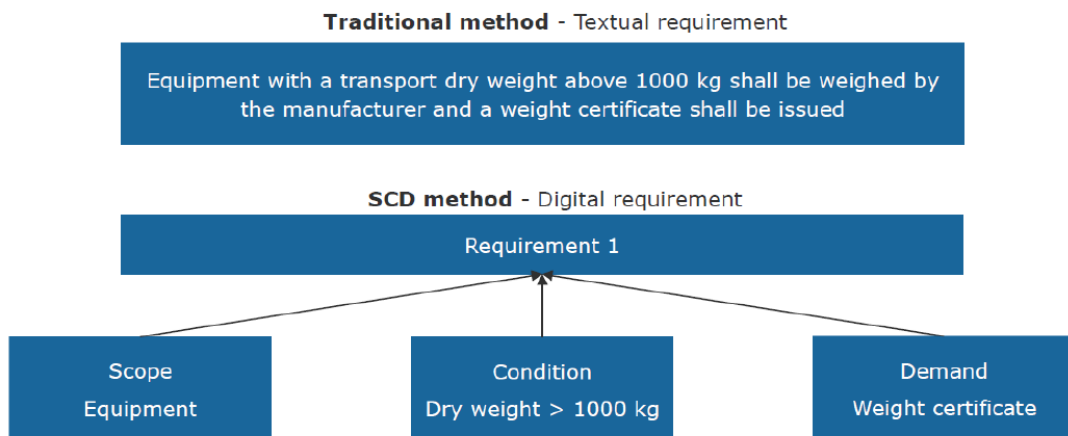 Traditional method - Textual requirement
Equipment with a transport dry weight above 1000 kg shall be weighed by
the manufacturer and a weight certificate shall be issued
SCD method - Digital requirement
Requirement 1
Scope
Equipment
Condition
Dry weight > 1000 kg
Demand
Weight certificate